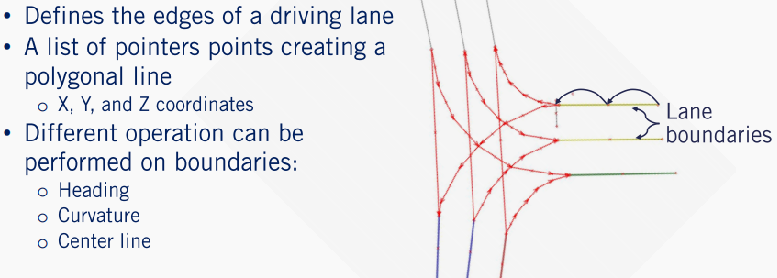 • Defines the edges of a driving lane
• A list of pointers points creating a
polygonal line
o X, Y, and Z coordinates
• Different operation can be
performed on boundaries:
o Heading
o Curvature
o Center line
Lane
boundaries